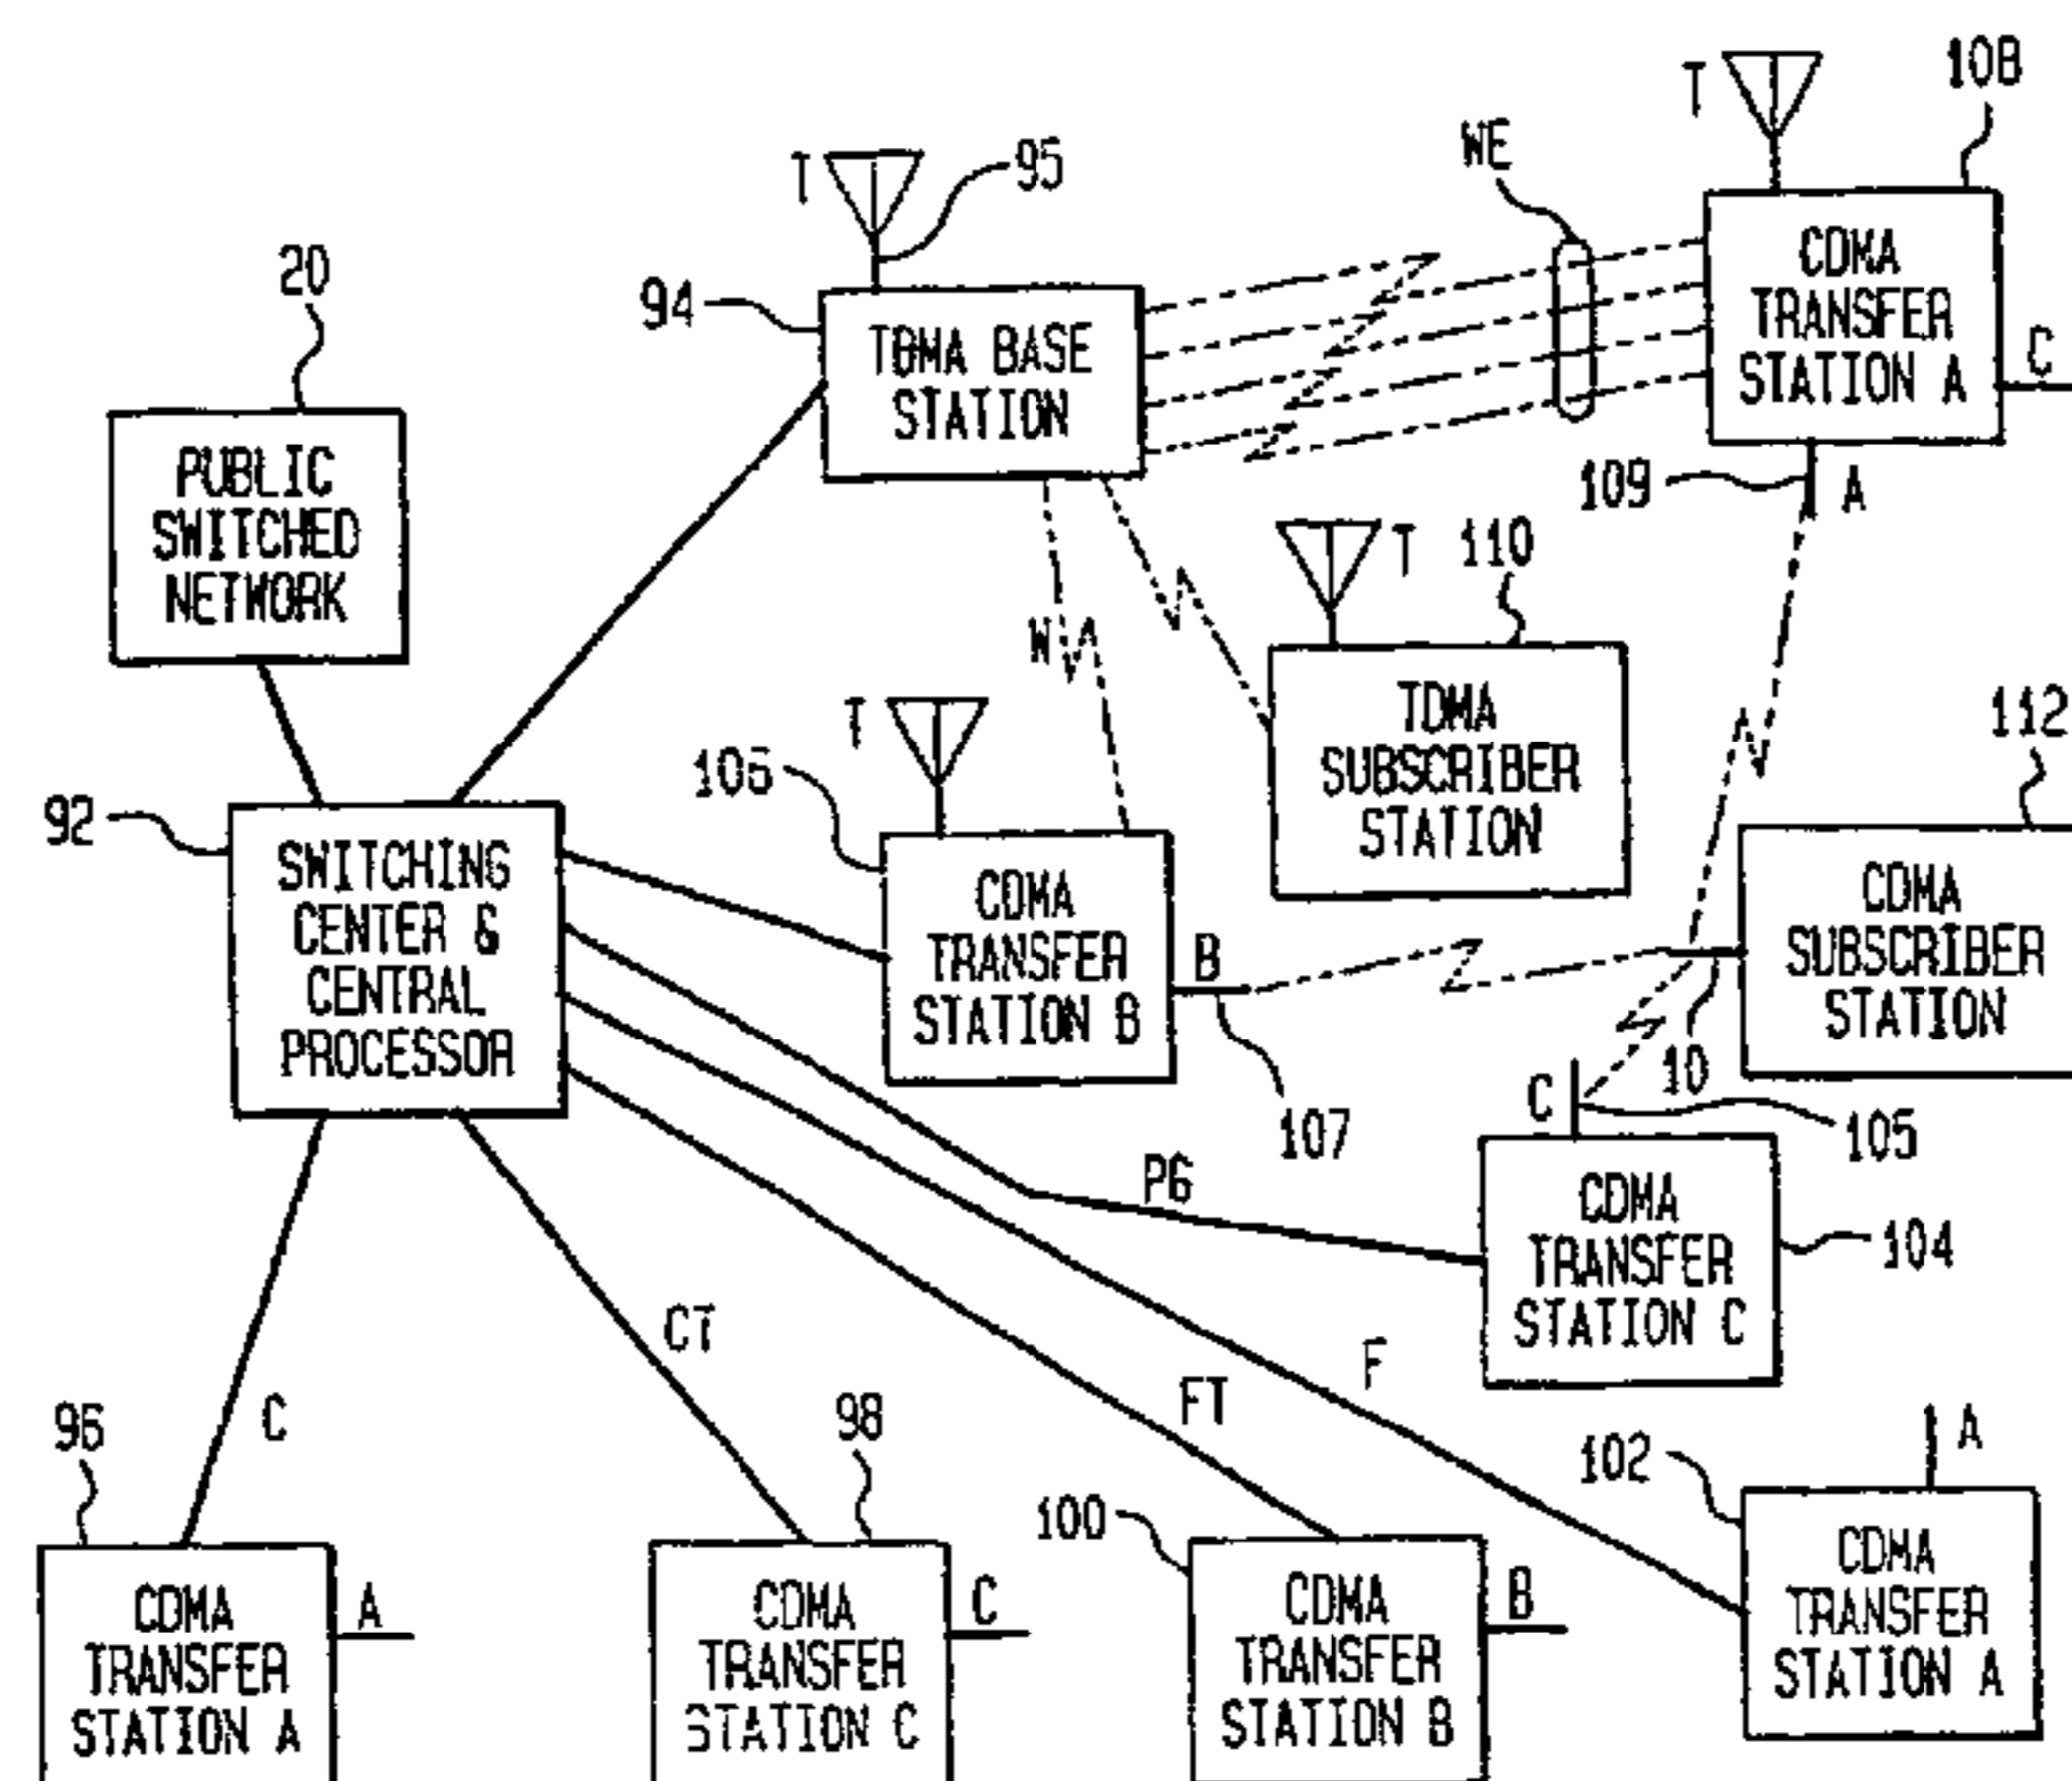 T
108
WE
T
95
CDMA
TRANSFER
STATION A
C
20
94
TDMA BASE
STATION
109
A
PUBLIC
SWITCHED
NETWORK
T
110
W
TDMA
SUBSCRIBER
STATION
112
T
106
92
SWITCHING
CENTER &
CENTRAL
PROCESSOR
CDMA
TRANSFER
STATION B
B
CDMA
SUBSCRIBER
STATION
10
107
C
105
PG
CDMA
TRANSFER
STATION C
104
CT
F
FT
C
96
98
100
102
A
CDMA
TRANSFER
STATION A
A
CDMA
TRANSFER
STATION C
C
CDMA
TRANSFER
STATION B
B
CDMA
TRANSFER
STATION A